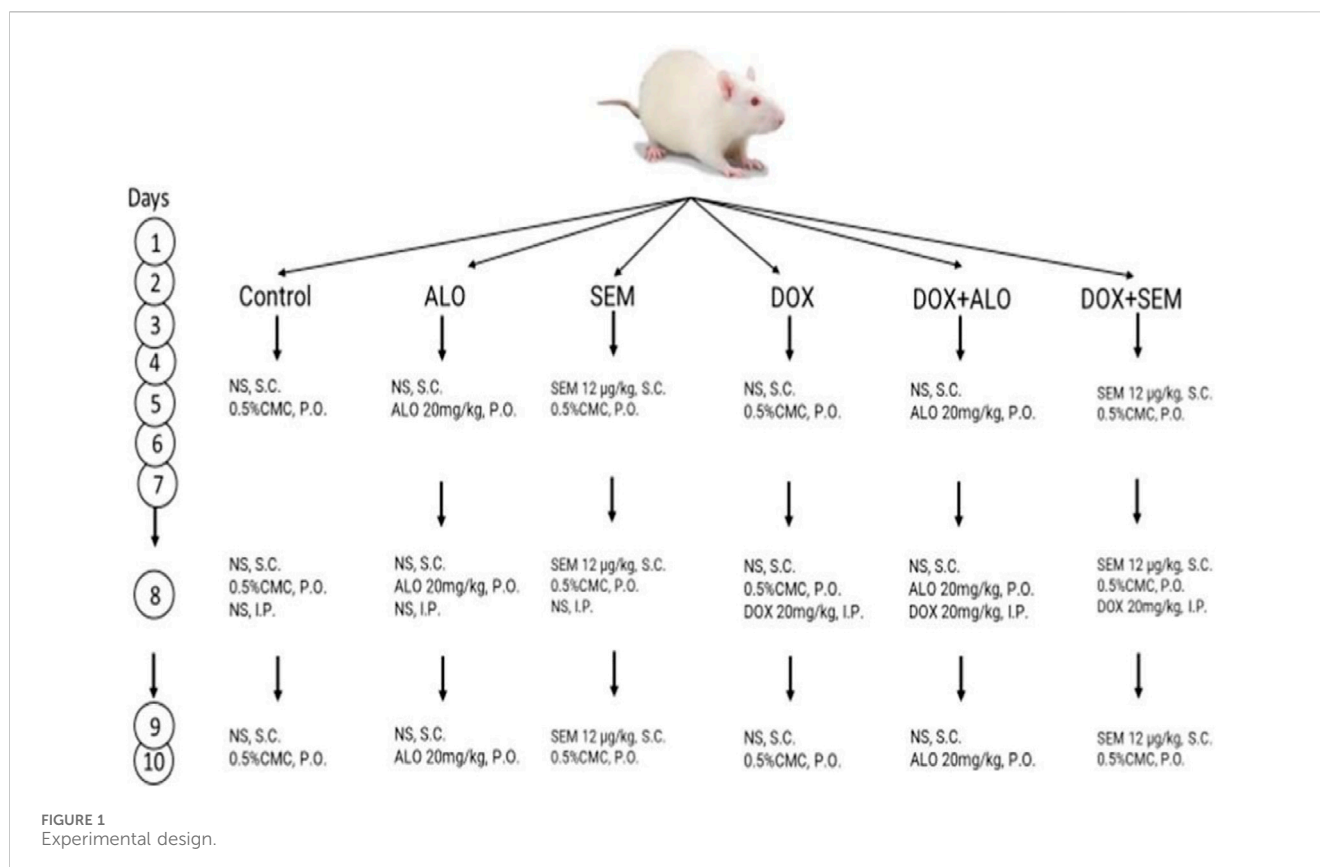 Days
1
2
3
4
5
6
7
8
9
10
Control
NS, S.C.
0.5%CMC, P.O.
NS, S.C.
0.5%CMC, P.O.
NS, I.P.
NS, S.C.
0.5%CMC, P.O.
ALO
NS, S.C.
ALO 20mg/kg, P.O.
NS, S.C.
ALO 20mg/kg, P.O.
NS, I.P.
NS, S.C.
ALO 20mg/kg, P.O.
SEM
SEM 12 µg/kg, S.C.
0.5%CMC, P.O.
SEM 12 µg/kg, S.C.
0.5%CMC, P.O.
NS, I.P.
SEM 12 µg/kg, S.C.
0.5%CMC, P.O.
DOX
NS, S.C.
0.5%CMC, P.O.
NS, S.C.
0.5%CMC, P.O.
DOX 20mg/kg, I.P.
NS, S.C.
0.5%CMC, P.O.
DOX+ALO
NS, S.C.
ALO 20mg/kg, P.O.
NS, S.C.
ALO 20mg/kg, P.O.
DOX 20mg/kg, I.P.
NS, S.C.
ALO 20mg/kg, P.O.
DOX+SEM
SEM 12 µg/kg, S.C.
0.5%CMC, P.O.
SEM 12 µg/kg, S.C.
0.5%CMC, P.O.
DOX 20mg/kg, I.P.
SEM 12 µg/kg, S.C.
0.5%CMC, P.O.
FIGURE 1
Experimental design.